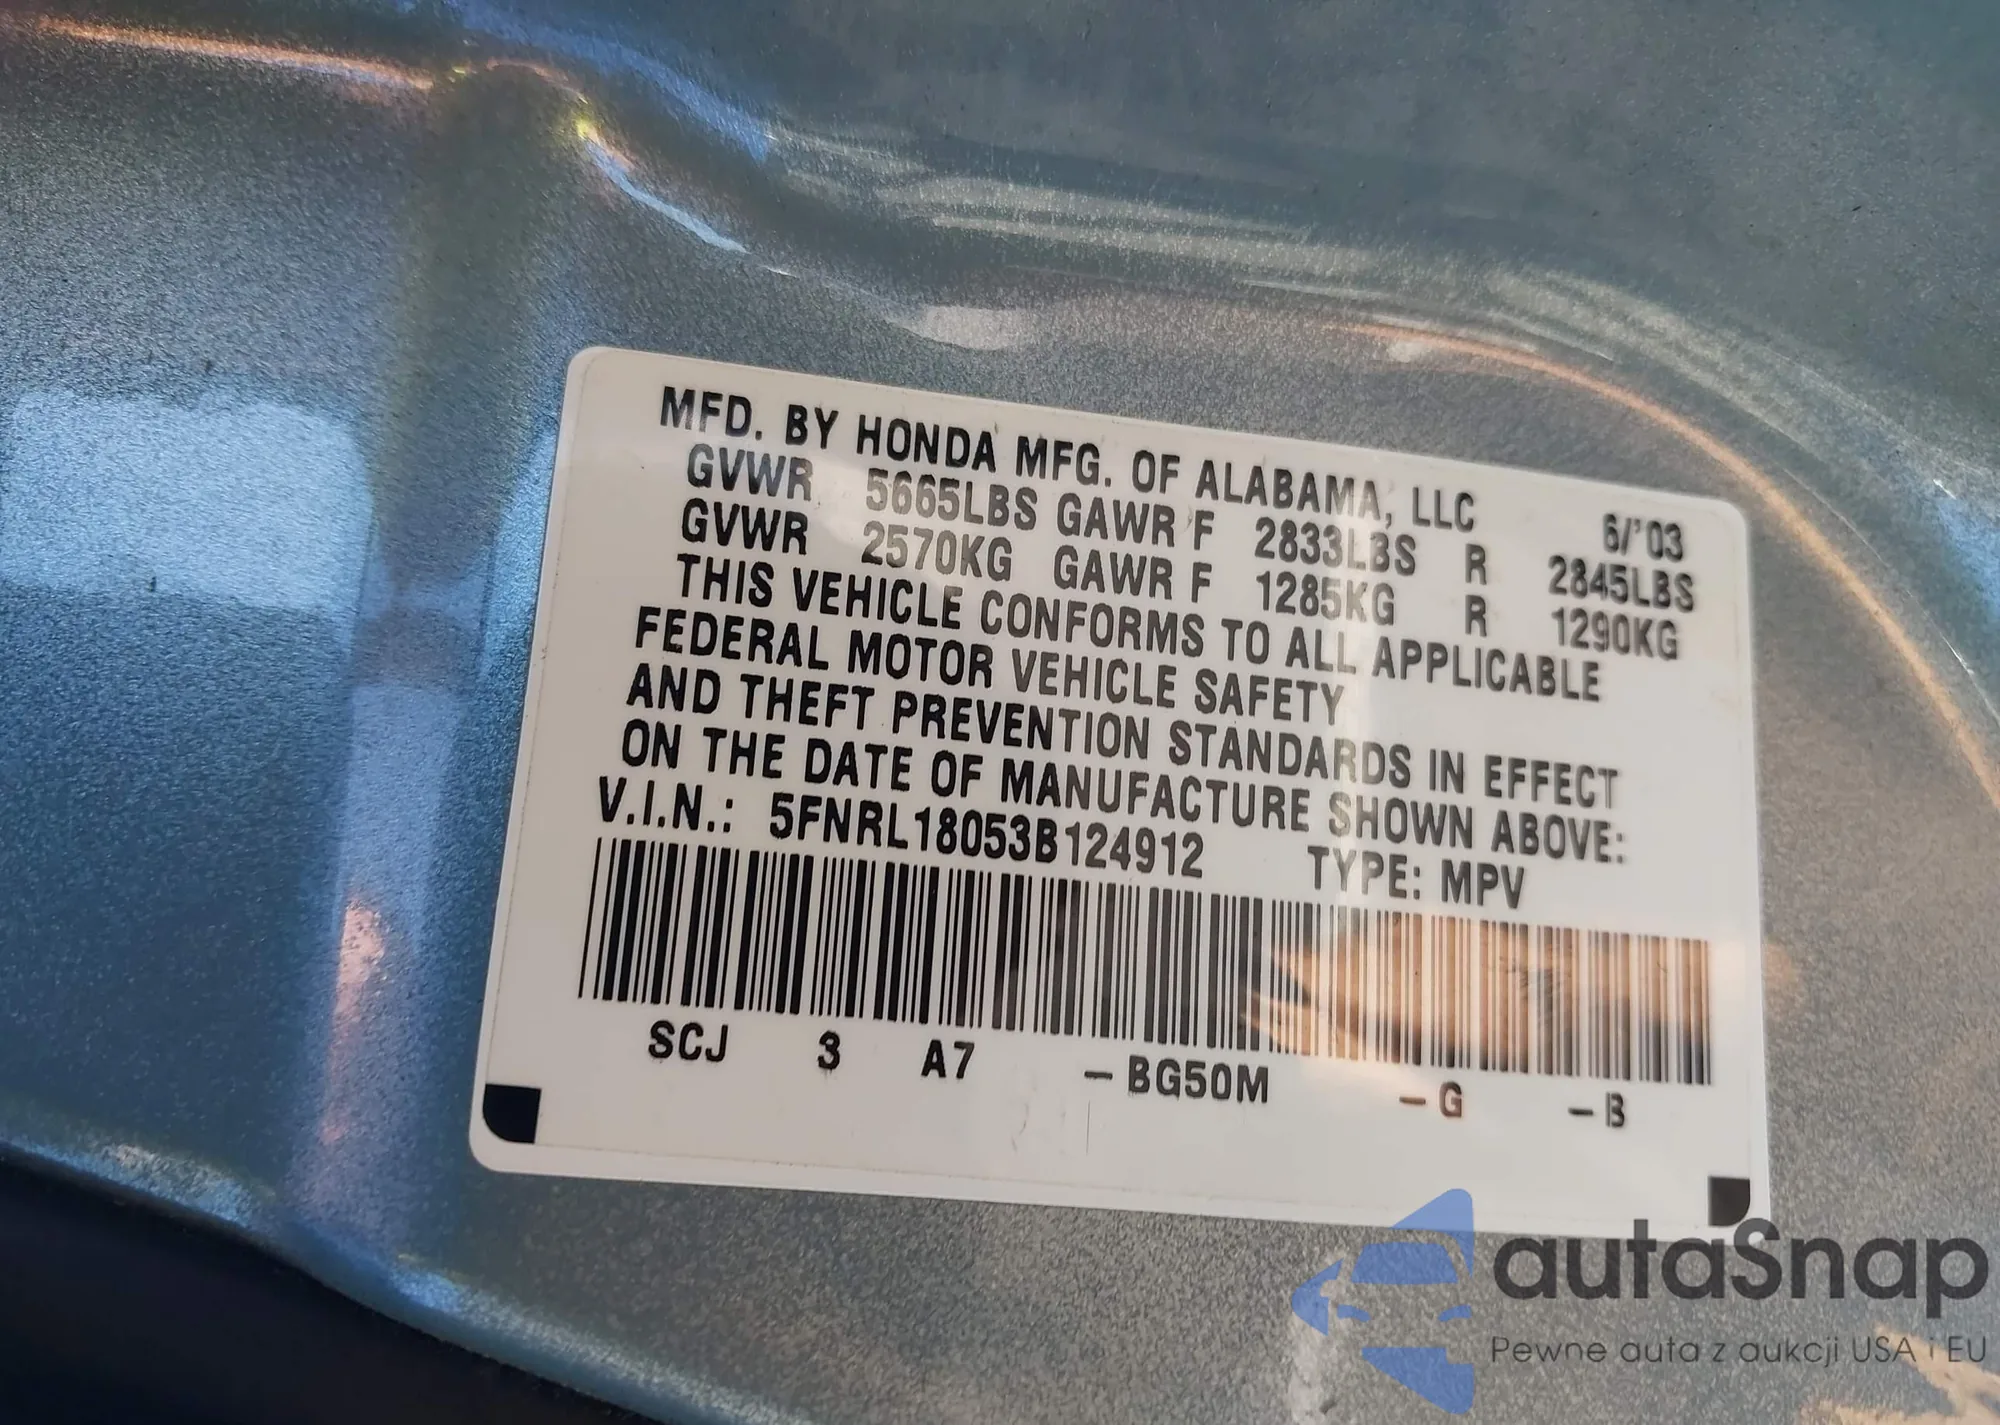 MFD. BY HONDA MFG. OF ALABAMA, LLC 6/'03
GVWR 5665LBS GAWR F 2833LBS R 2845LBS
GVWR 2570KG GAWR F 1285KG R 1290KG
THIS VEHICLE CONFORMS TO ALL APPLICABLE
FEDERAL MOTOR VEHICLE SAFETY
AND THEFT PREVENTION STANDARDS IN EFFECT
ON THE DATE OF MANUFACTURE SHOWN ABOVE:
V.I.N.: 5FNRL18053B124912 TYPE: MPV
SCJ 3 A7 -BG50M -G -B
autaSnap
Pewne auta z aukcji USA i EU